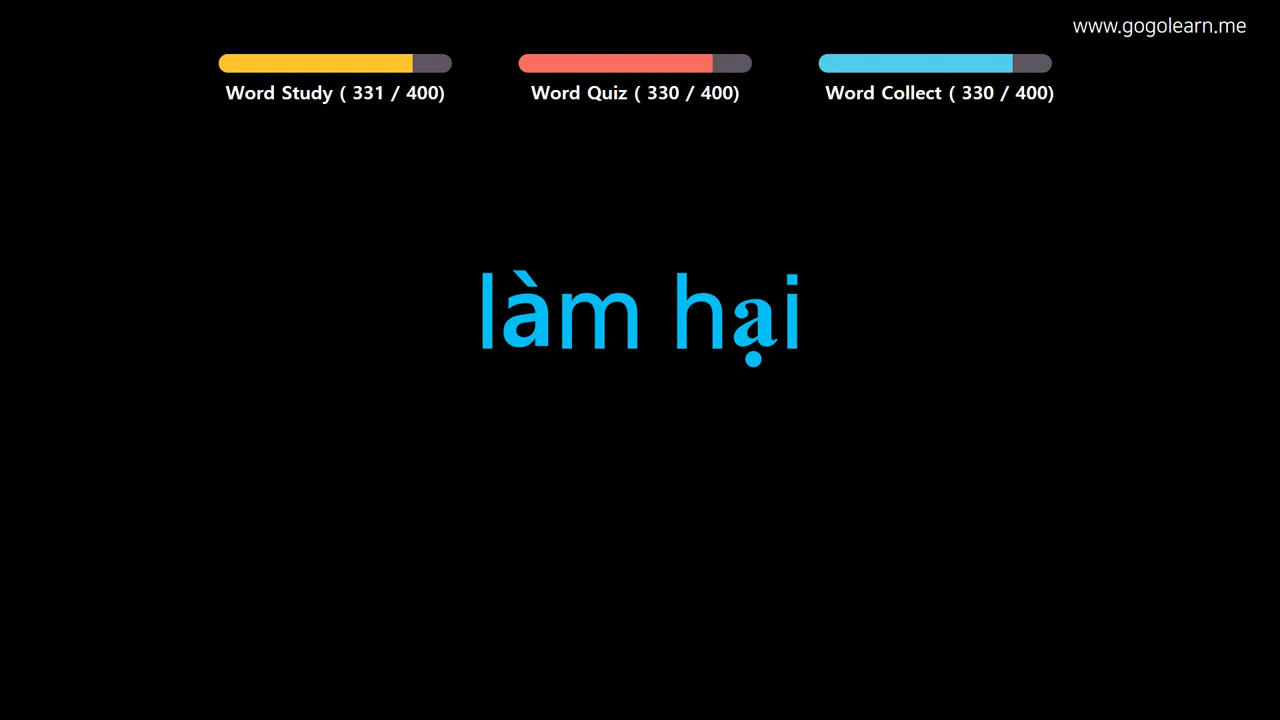 www.gogolearn.me
Word Study ( 331 / 400)
Word Quiz ( 330 / 400)
Word Collect ( 330 / 400)
làm hại